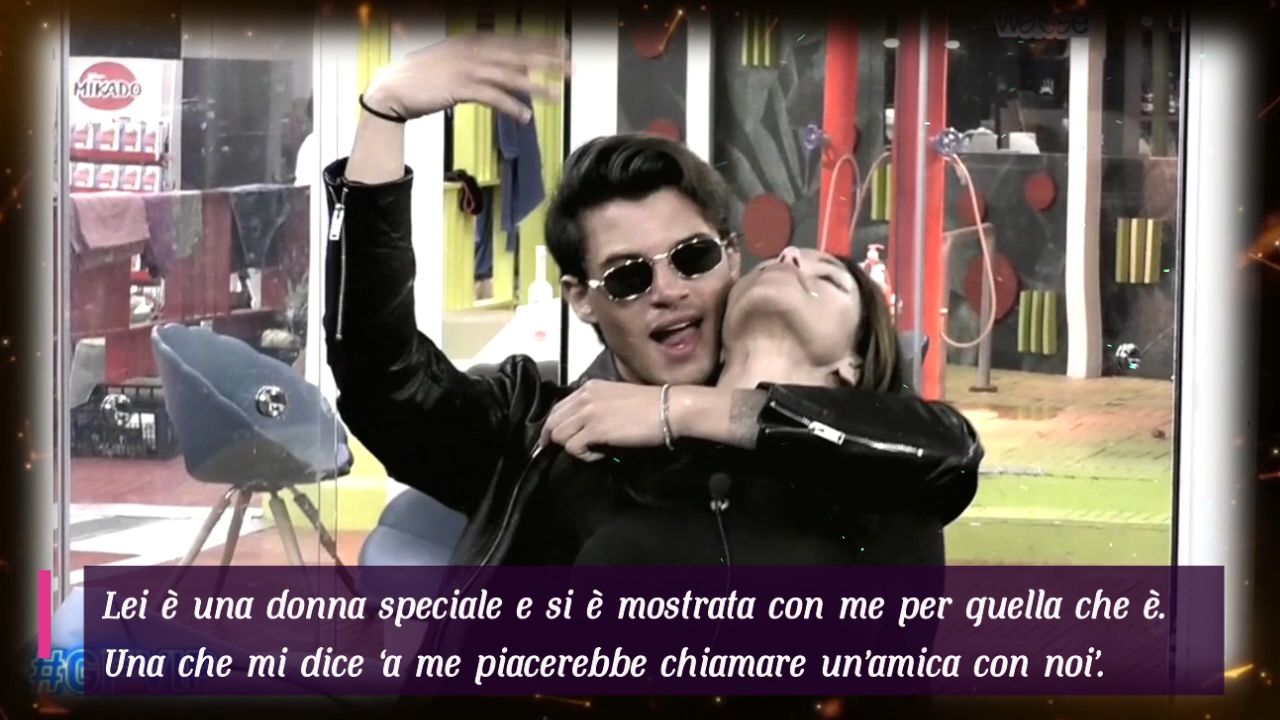 MIKADO
Lei è una donna speciale e si è mostrata con me per quella che è.
Una che mi dice ‘a me piacerebbe chiamare un’amica con noi’.